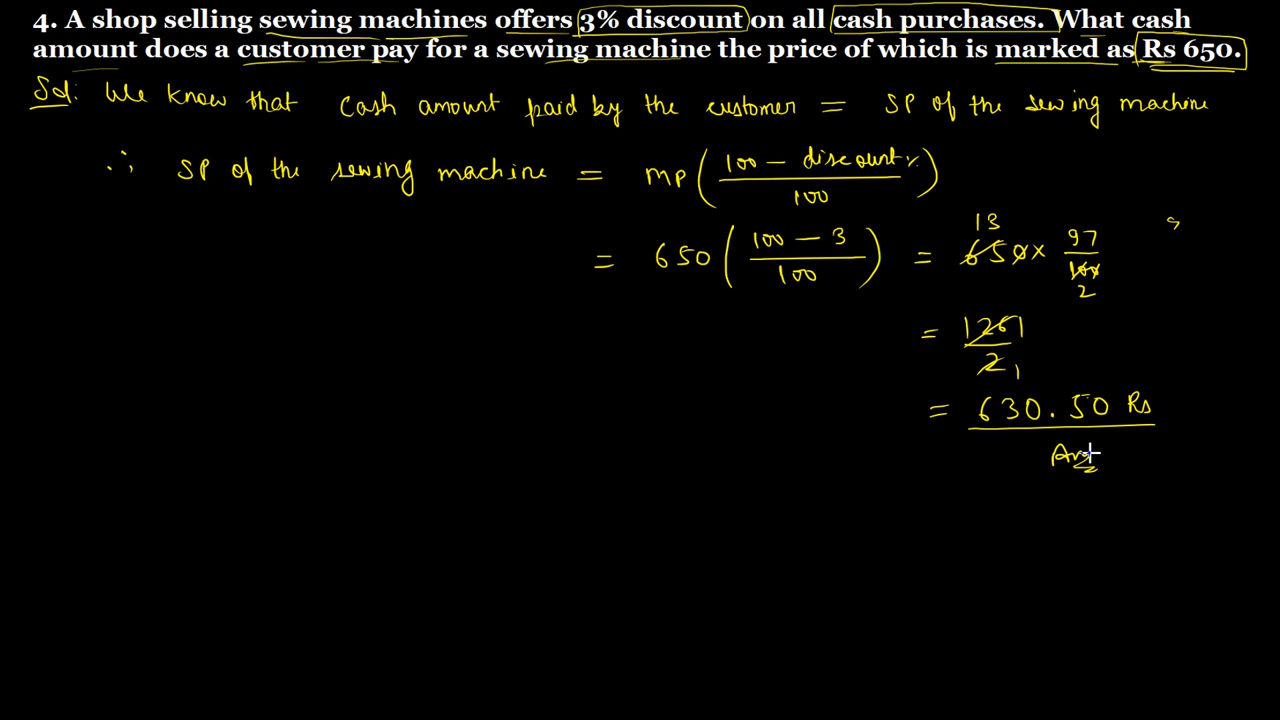 4. A shop selling sewing machines offers 3% discount on all cash purchases. What cash
amount does a customer pay for a sewing machine the price of which is marked as Rs 650.
Sol: We know that cash amount paid by the customer = SP of the sewing machine
∴ SP of the sewing machine = MP ( 100 - discount% / 100 )
= 650 ( 100 - 3 / 100 ) = 650 13 × 97 / 100 2
= 1261 / 2 1
= 630.50 Rs
Ans